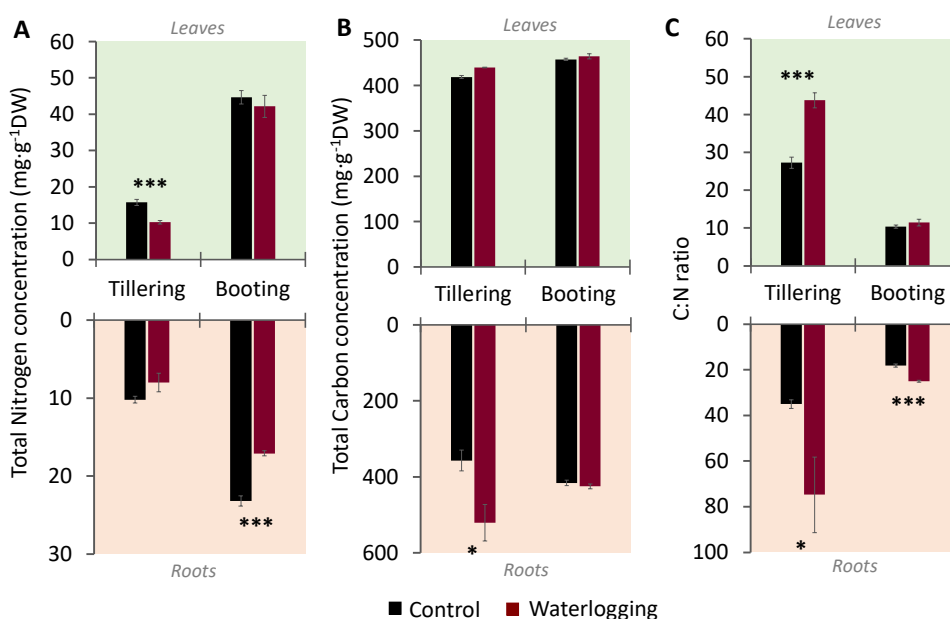 A
Leaves
Total Nitrogen concentration (mg·g⁻¹DW)
60
50
40
30
20
10
0
***
Tillering Booting
0
10
20
30
***
Roots
B
Leaves
Total Carbon concentration (mg·g⁻¹DW)
500
400
300
200
100
0
Tillering Booting
0
200
400
600
*
Roots
C
Leaves
C:N ratio
60
50
40
30
20
10
0
***
Tillering Booting
0
20
40
60
80
100
***
*
Roots
Control Waterlogging